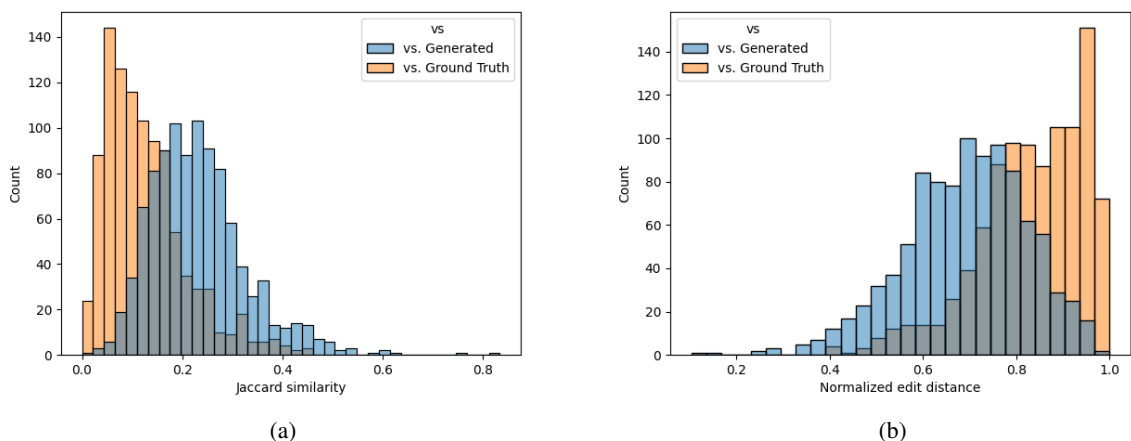 vs
vs. Generated
vs. Ground Truth
140
120
100
80
60
40
20
0
Count
0.0 0.2 0.4 0.6 0.8
Jaccard similarity
(a)
vs
vs. Generated
vs. Ground Truth
140
120
100
80
60
40
20
0
Count
0.2 0.4 0.6 0.8 1.0
Normalized edit distance
(b)